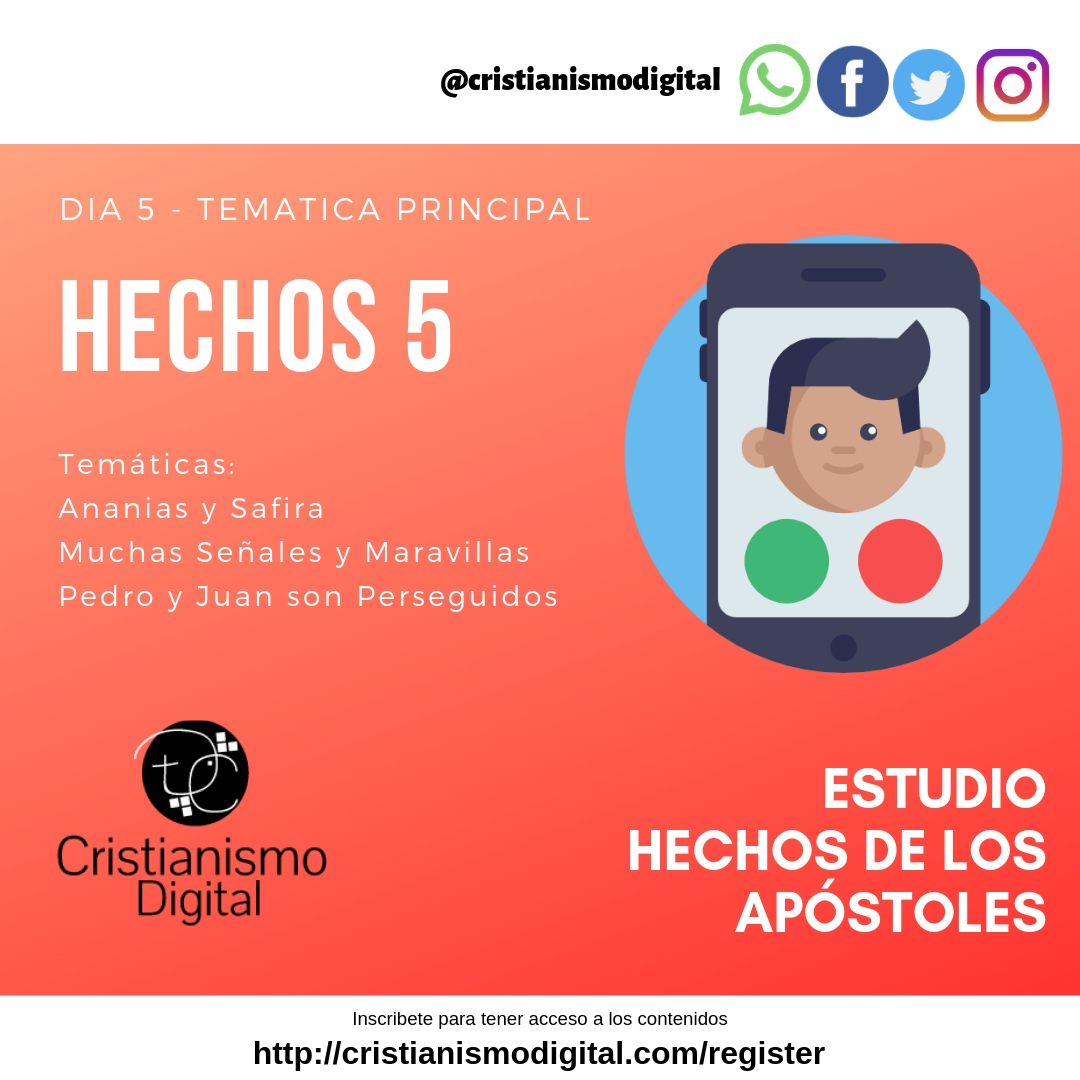 @cristianismodigital
DIA 5 - TEMATICA PRINCIPAL
HECHOS 5
Temáticas:
Ananias y Safira
Muchas Señales y Maravillas
Pedro y Juan son Perseguidos
Cristianismo
Digital
ESTUDIO
HECHOS DE LOS
APÓSTOLES
Inscribete para tener acceso a los contenidos
http://cristianismodigital.com/register